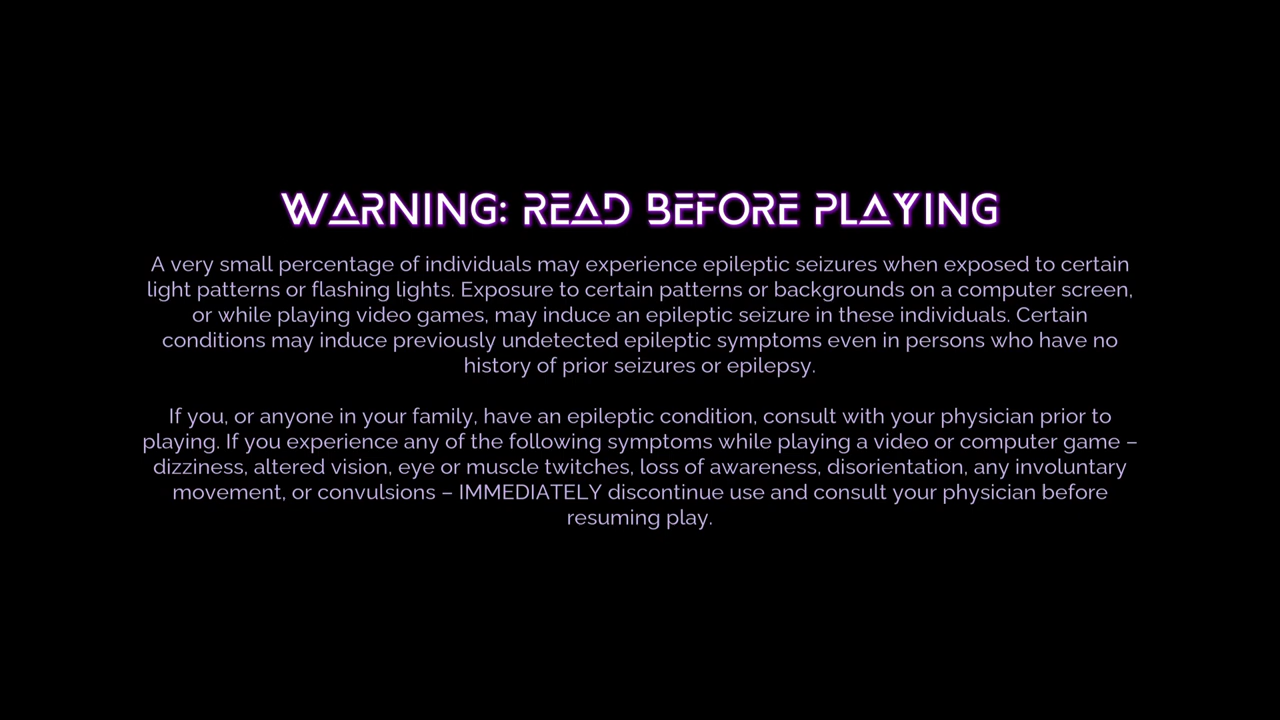 WARNING: READ BEFORE PLAYING
A very small percentage of individuals may experience epileptic seizures when exposed to certain
light patterns or flashing lights. Exposure to certain patterns or backgrounds on a computer screen,
or while playing video games, may induce an epileptic seizure in these individuals. Certain
conditions may induce previously undetected epileptic symptoms even in persons who have no
history of prior seizures or epilepsy.
If you, or anyone in your family, have an epileptic condition, consult with your physician prior to
playing. If you experience any of the following symptoms while playing a video or computer game –
dizziness, altered vision, eye or muscle twitches, loss of awareness, disorientation, any involuntary
movement, or convulsions – IMMEDIATELY discontinue use and consult your physician before
resuming play.